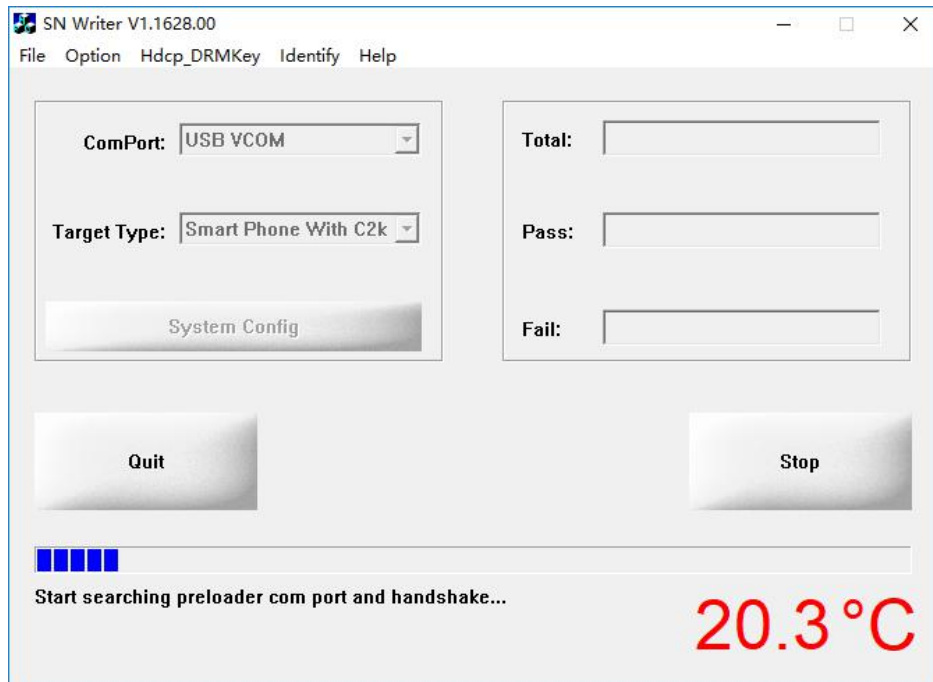 SN Writer V1.1628.00
File Option Hdcp_DRMKey Identify Help
ComPort: USB VCOM
Target Type: Smart Phone With C2k
System Config
Total:
Pass:
Fail:
Quit
Stop
Start searching preloader com port and handshake...
20.3°C